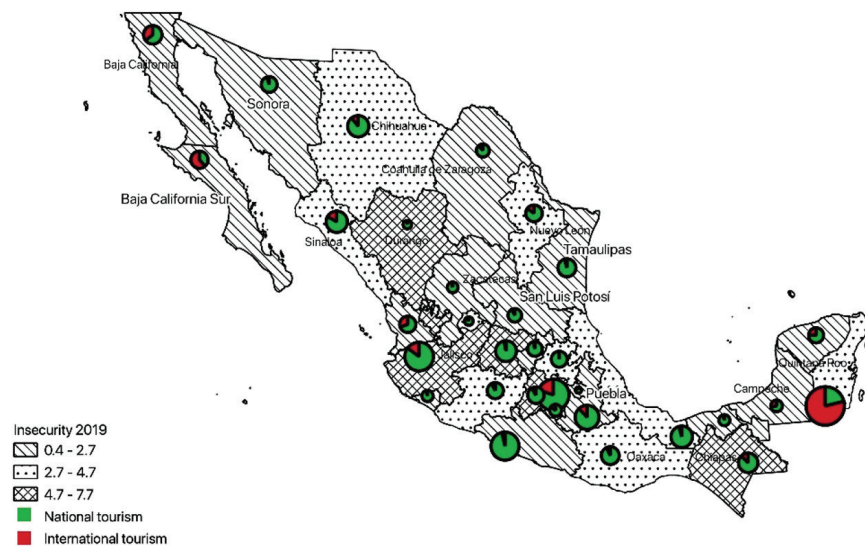 Baja California
Sonora
Chihuahua
Coahuila de Zaragoza
Baja California Sur
Sinaloa
Durango
Nuevo León
Tamaulipas
Zacatecas
San Luis Potosí
Jalisco
Quintana Roo
Campeche
Puebla
Oaxaca
Chiapas
Insecurity 2019
0.4 - 2.7
2.7 - 4.7
4.7 - 7.7
National tourism
International tourism